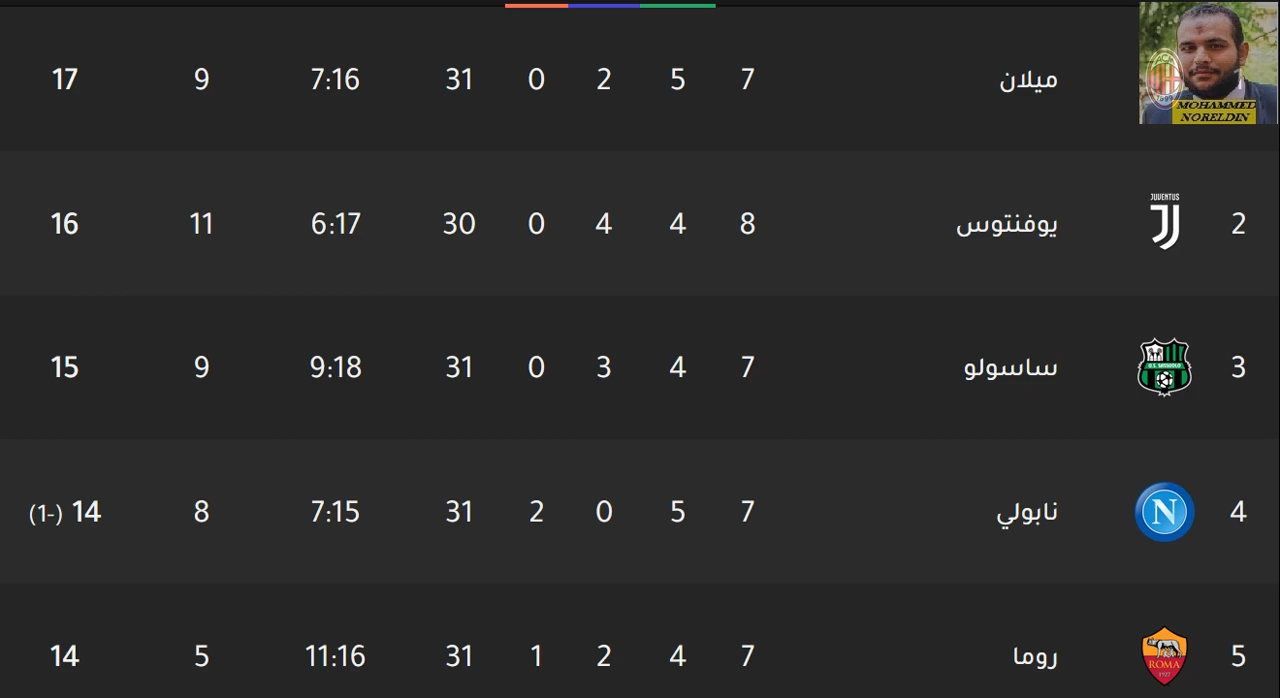 MOHAMMED
NORELDIN
ميلان 7 5 2 0 31 7:16 9 17
JUVENTUS
2 يوفنتوس 8 4 4 0 30 6:17 11 16
U.S. SASSUOLO
3 ساسولو 7 4 3 0 31 9:18 9 15
4 N نابولي 7 5 0 2 31 7:15 8 14 (1-)
ROMA
1927
5 روما 7 4 2 1 31 11:16 5 14